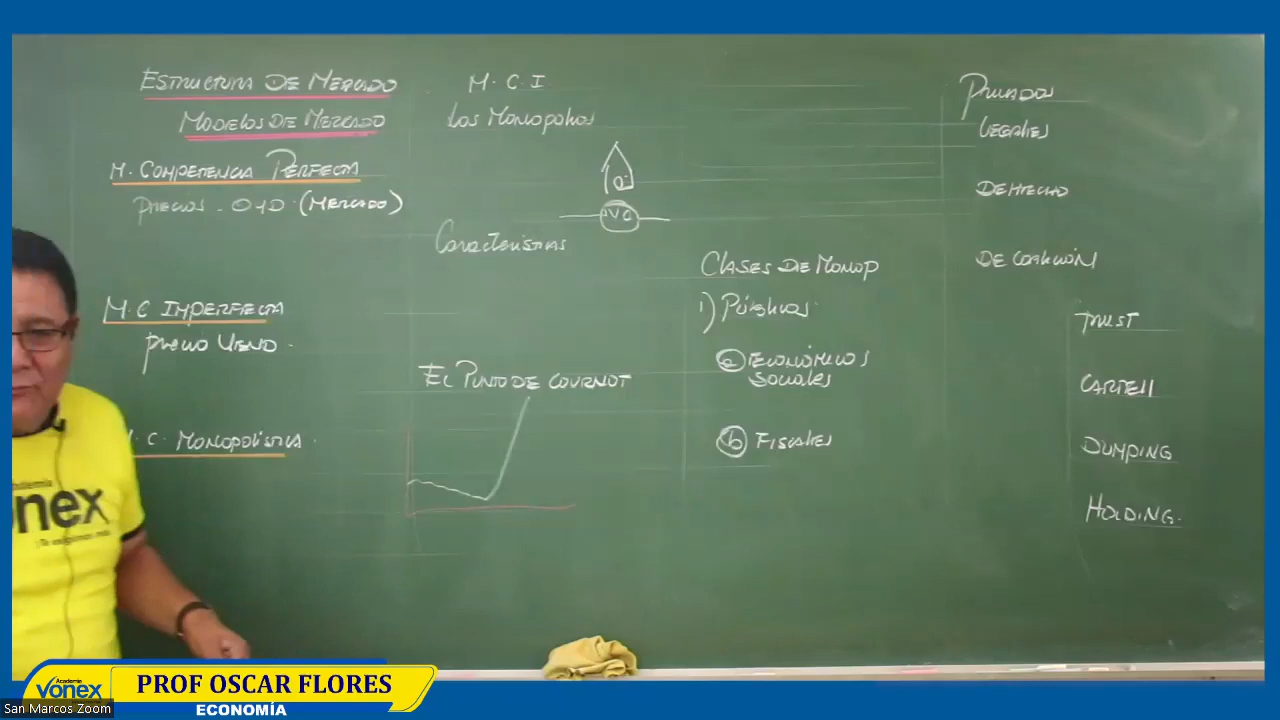 ESTRUCTURA DE MERCADO
MODELOS DE MERCADO
M. COMPETENCIA PERFECTA
PRECIOS - O y D. (MERCADO)
M.C IMPERFECTA
PRECIO
.C. MONOPOLÍSTICA.
M.C.I
Los Monopolios
Características
EL PUNTO DE COURNOT
CLASES DE MONOP
1) Públicos
a ECONÓMICOS
SOCIALES
b FISCALES
PRIVADOS
LEGALES
DE HECHO
DE COALICIÓN
TRUST
CARTELL
DUMPING
HOLDING.
Academia
Vonex
PROF OSCAR FLORES
ECONOMÍA
San Marcos Zoom